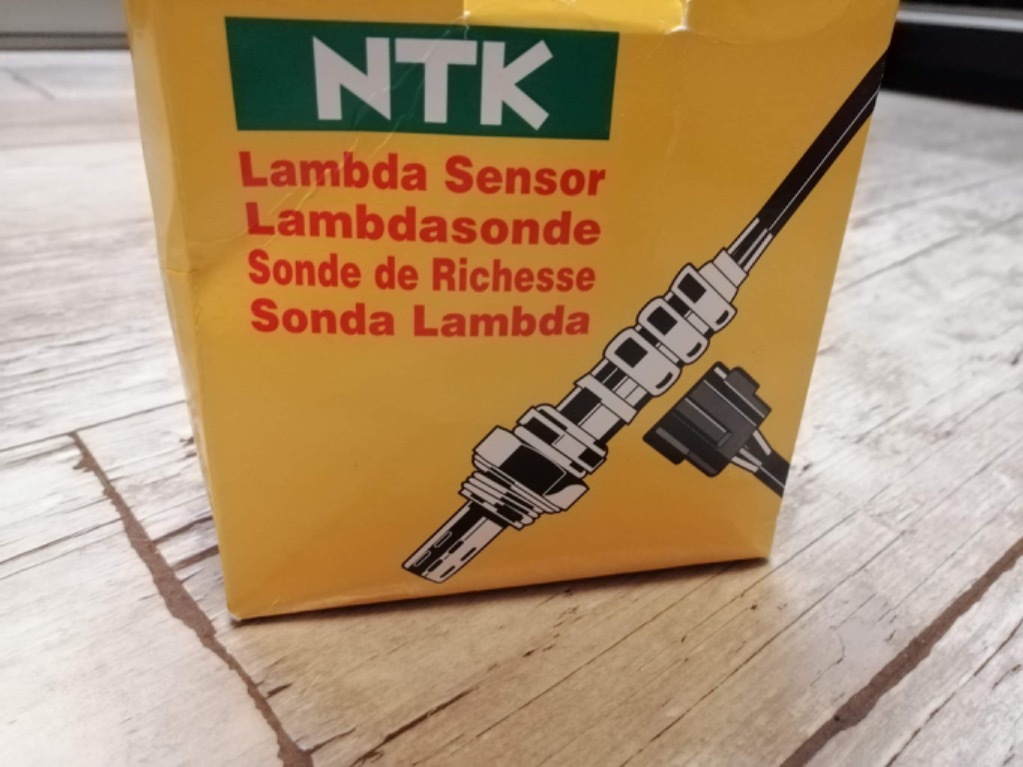 NTK
Lambda Sensor
Lambdasonde
Sonde de Richesse
Sonda Lambda